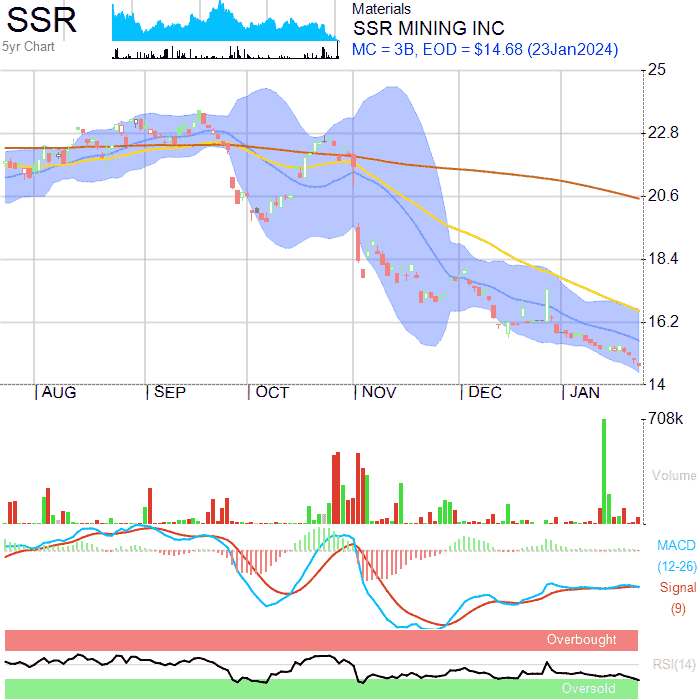 SSR
5yr Chart
Materials
SSR MINING INC
MC = 3B, EOD = $14.68 (23Jan2024)
25
22.8
20.6
18.4
16.2
14
AUG SEP OCT NOV DEC JAN
708k
Volume
MACD
(12-26)
Signal
(9)
Overbought
RSI(14)
Oversold